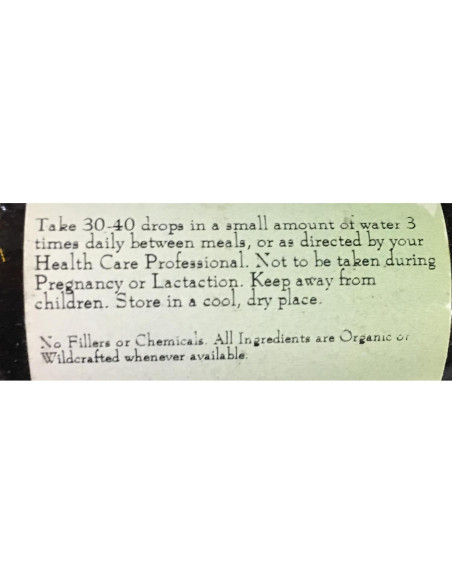 Take 30-40 drops in a small amount of water 3
times daily between meals, or as directed by your
Health Care Professional. Not to be taken during
Pregnancy or Lactaction. Keep away from
children. Store in a cool, dry place.
No Fillers or Chemicals. All Ingredients are Organic or
Wildcrafted whenever available.